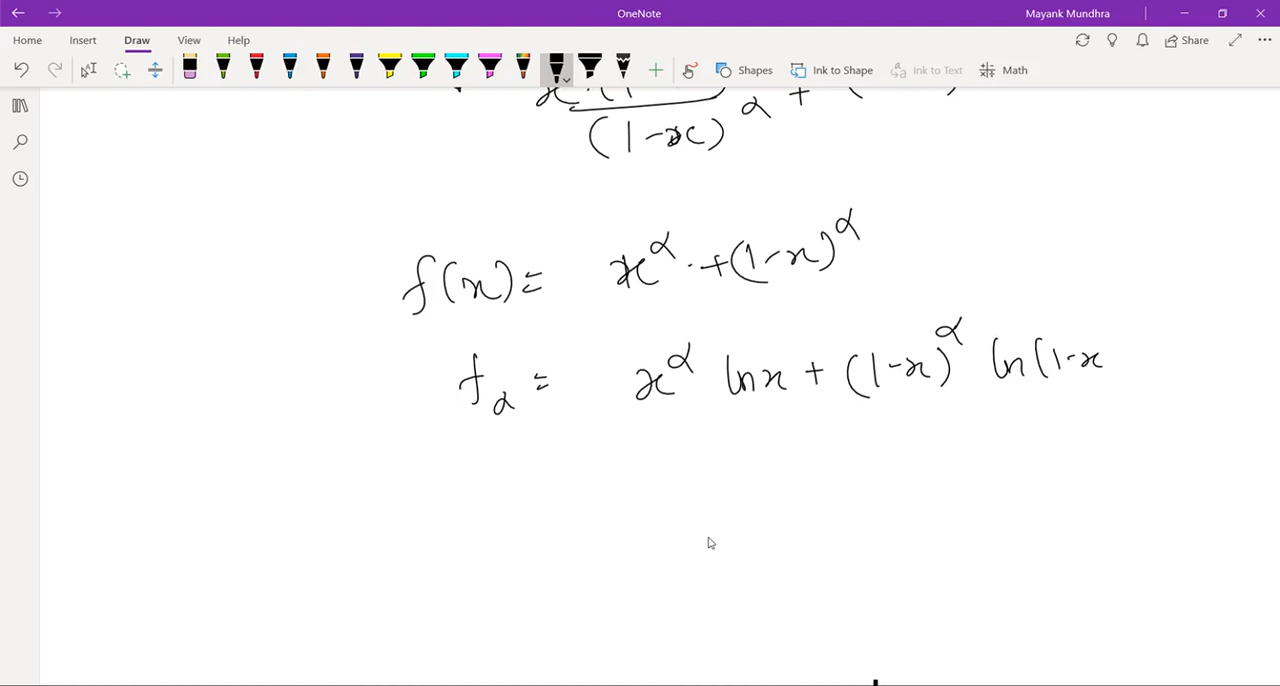 OneNote
Mayank Mundhra
Home Insert Draw View Help
Share
Shapes Ink to Shape Ink to Text Math
(1-x) α +
f(x) = x^α · + (1-x)^α
f_α = x^α ln x + (1-x)^α ln(1-x